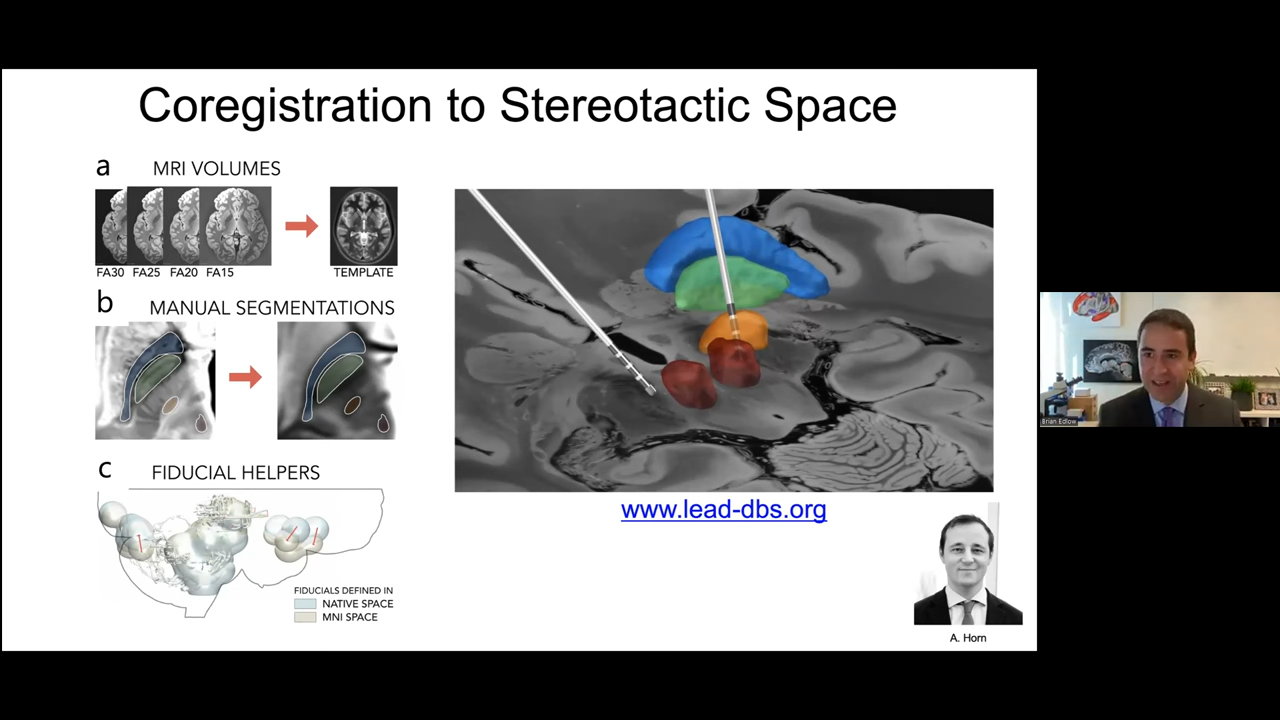 Coregistration to Stereotactic Space
a MRI VOLUMES
FA30 FA25 FA20 FA15
TEMPLATE
b MANUAL SEGMENTATIONS
c FIDUCIAL HELPERS
FIDUCIALS DEFINED IN
NATIVE SPACE
MNI SPACE
www.lead-dbs.org
A. Horn
Brian Edlow